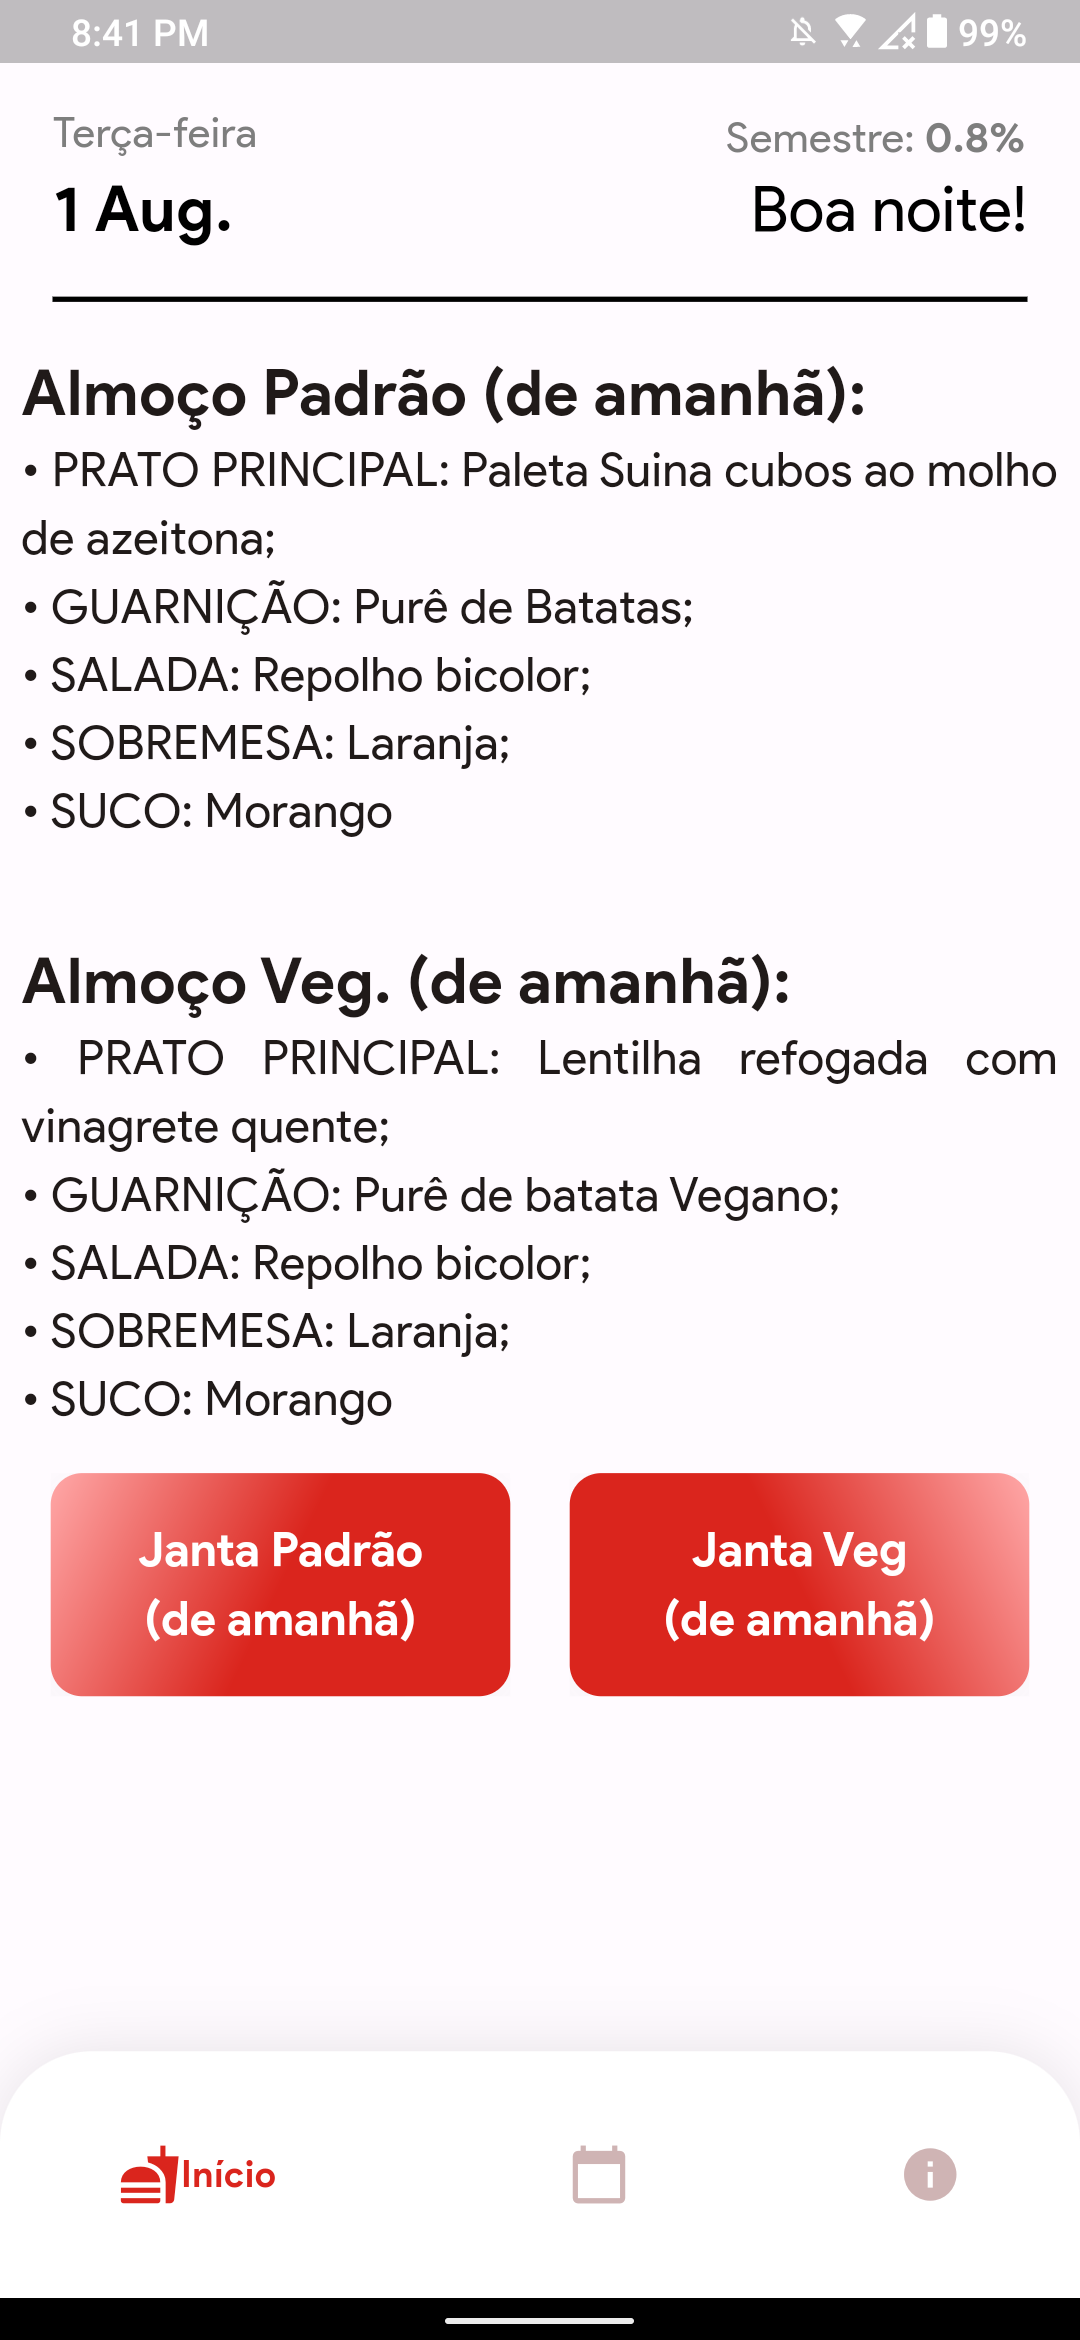 8:41 PM
99%
Terça-feira
Semestre: 0.8%
1 Aug.
Boa noite!
Almoço Padrão (de amanhã):
• PRATO PRINCIPAL: Paleta Suina cubos ao molho
de azeitona;
• GUARNIÇÃO: Purê de Batatas;
• SALADA: Repolho bicolor;
• SOBREMESA: Laranja;
• SUCO: Morango
Almoço Veg. (de amanhã):
• PRATO PRINCIPAL: Lentilha refogada com
vinagrete quente;
• GUARNIÇÃO: Purê de batata Vegano;
• SALADA: Repolho bicolor;
• SOBREMESA: Laranja;
• SUCO: Morango
Janta Padrão
(de amanhã)
Janta Veg
(de amanhã)
Início